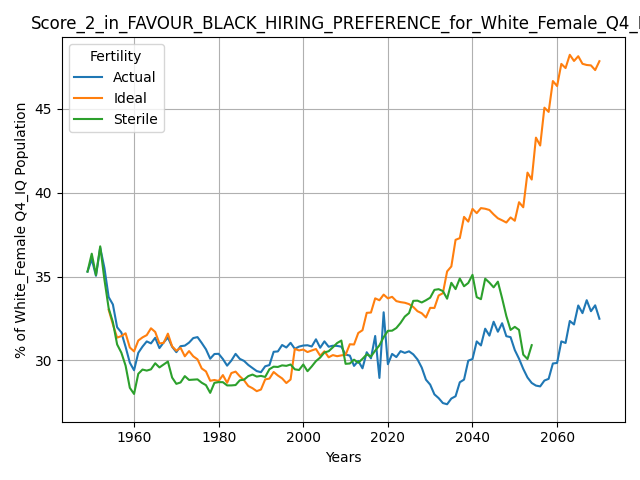 Score_2_in_FAVOUR_BLACK_HIRING_PREFERENCE_for_White_Female_Q4_I
Fertility
Actual
Ideal
Sterile
% of White_Female Q4_IQ Population
45
40
35
30
1960
1980
2000
2020
2040
2060
Years